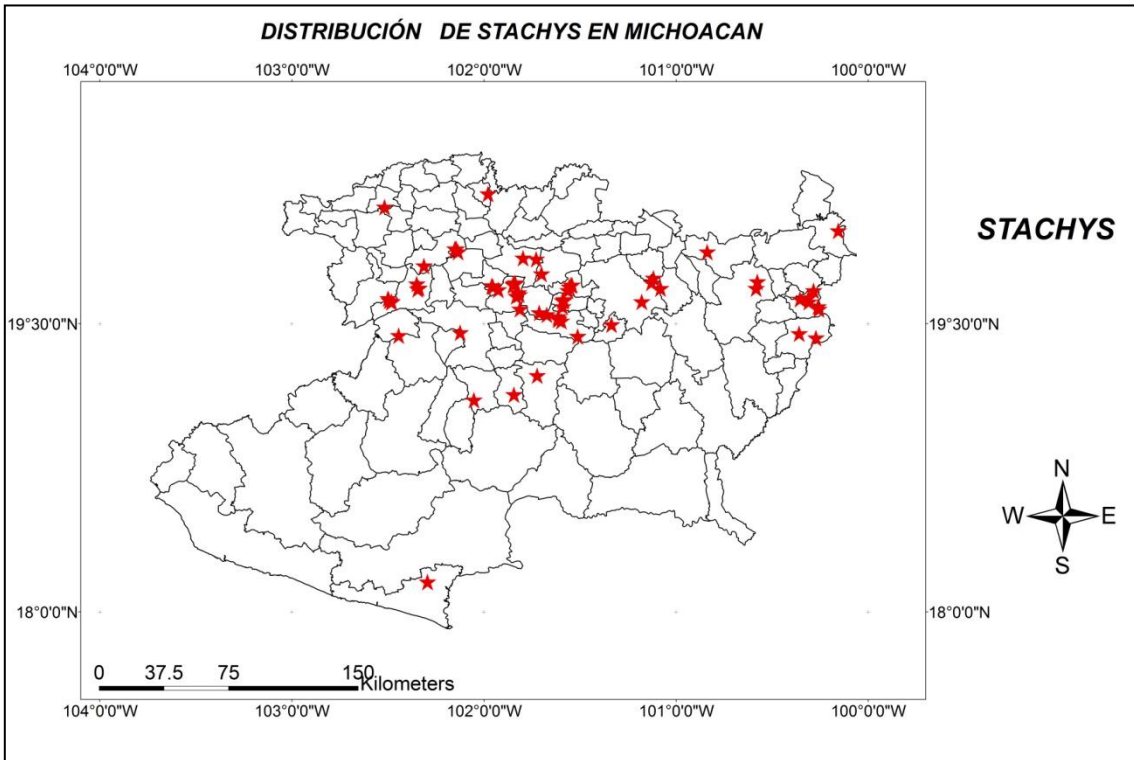 DISTRIBUCIÓN DE STACHYS EN MICHOACAN
104°0'0"W 103°0'0"W 102°0'0"W 101°0'0"W 100°0'0"W
STACHYS
19°30'0"N 19°30'0"N
N
W E
S
18°0'0"N 18°0'0"N
0 37.5 75 150
Kilometers
104°0'0"W 103°0'0"W 102°0'0"W 101°0'0"W 100°0'0"W